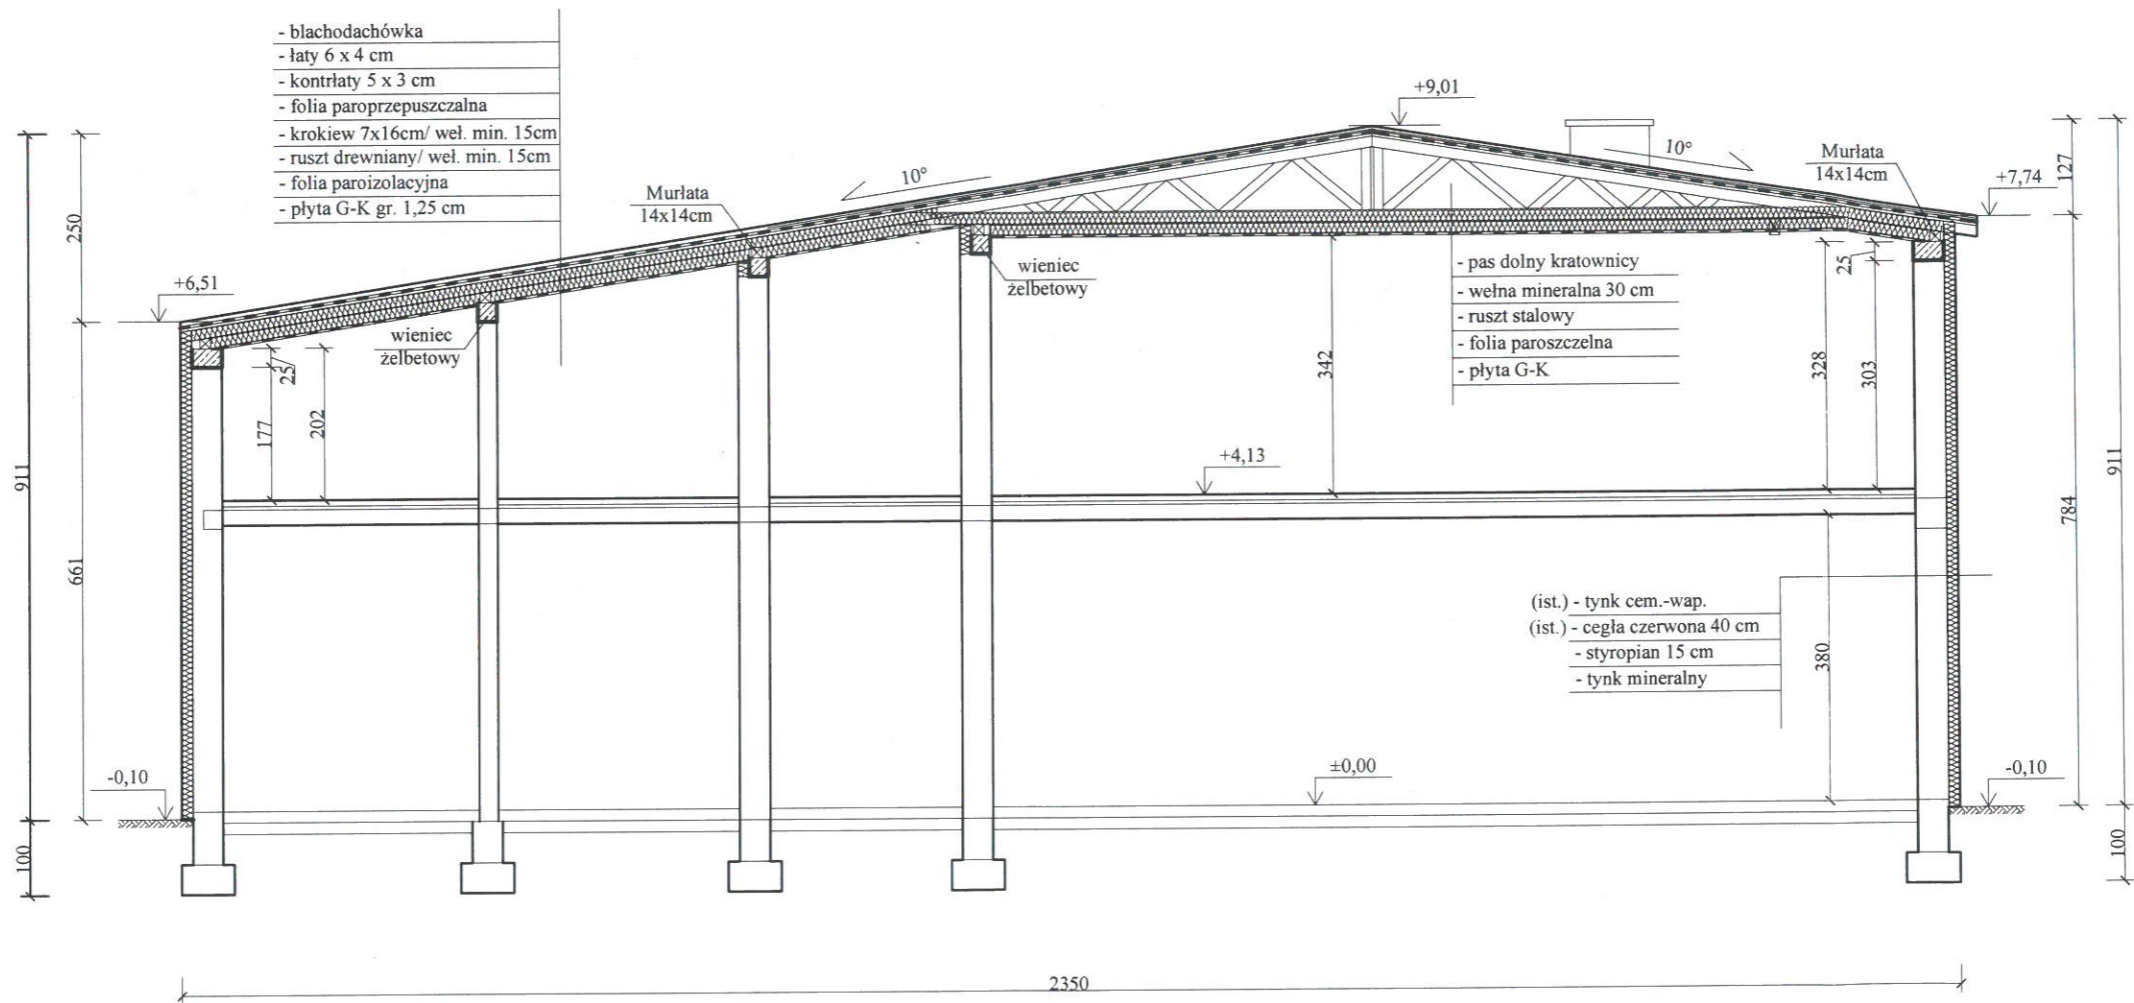 - blachodachówka
- łaty 6 x 4 cm
- kontrłaty 5 x 3 cm
- folia paroprzepuszczalna
- krokiew 7x16cm/ weł. min. 15cm
- ruszt drewniany/ weł. min. 15cm
- folia paroizolacyjna
- płyta G-K gr. 1,25 cm
+9,01
10°
10°
Murłata
14x14cm
Murłata
14x14cm
+7,74
127
250
+6,51
wieniec
żelbetowy
wieniec
żelbetowy
- pas dolny kratownicy
- wełna mineralna 30 cm
- ruszt stalowy
- folia paroszczelna
- płyta G-K
25
25
177
202
342
328
303
+4,13
911
661
784
911
(ist.) - tynk cem.-wap.
(ist.) - cegła czerwona 40 cm
- styropian 15 cm
- tynk mineralny
380
-0,10
±0,00
-0,10
100
100
2350